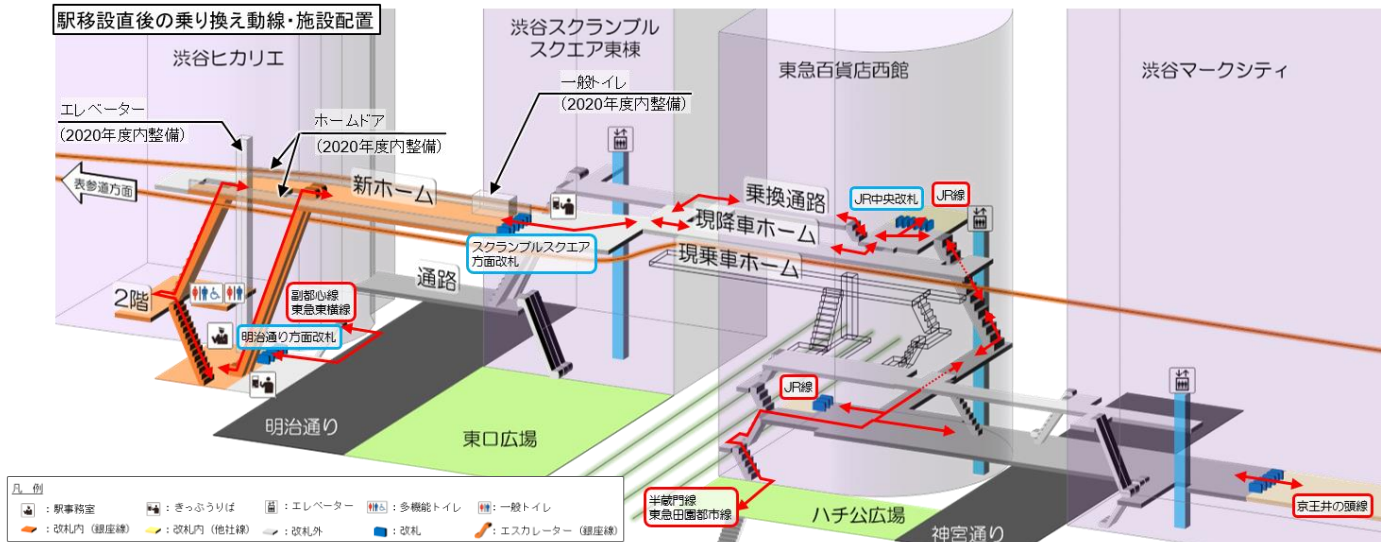 駅移設直後の乗り換え動線・施設配置
渋谷ヒカリエ
渋谷スクランブル
スクエア東棟
東急百貨店西館
渋谷マークシティ
エレベーター
(2020年度内整備)
ホームドア
(2020年度内整備)
一般トイレ
(2020年度内整備)
表参道方面
新ホーム
乗換通路
JR中央改札
JR線
現降車ホーム
現乗車ホーム
スクランブルスクエア
方面改札
通路
2階
副都心線
東急東横線
明治通り方面改札
JR線
明治通り
東口広場
半蔵門線
東急田園都市線
ハチ公広場
神宮通り
京王井の頭線
凡 例
:駅事務室
:きっぷうりば
:エレベーター
:多機能トイレ
:一般トイレ
:改札内(銀座線)
:改札内(他社線)
:改札外
:改札
:エスカレーター(銀座線)